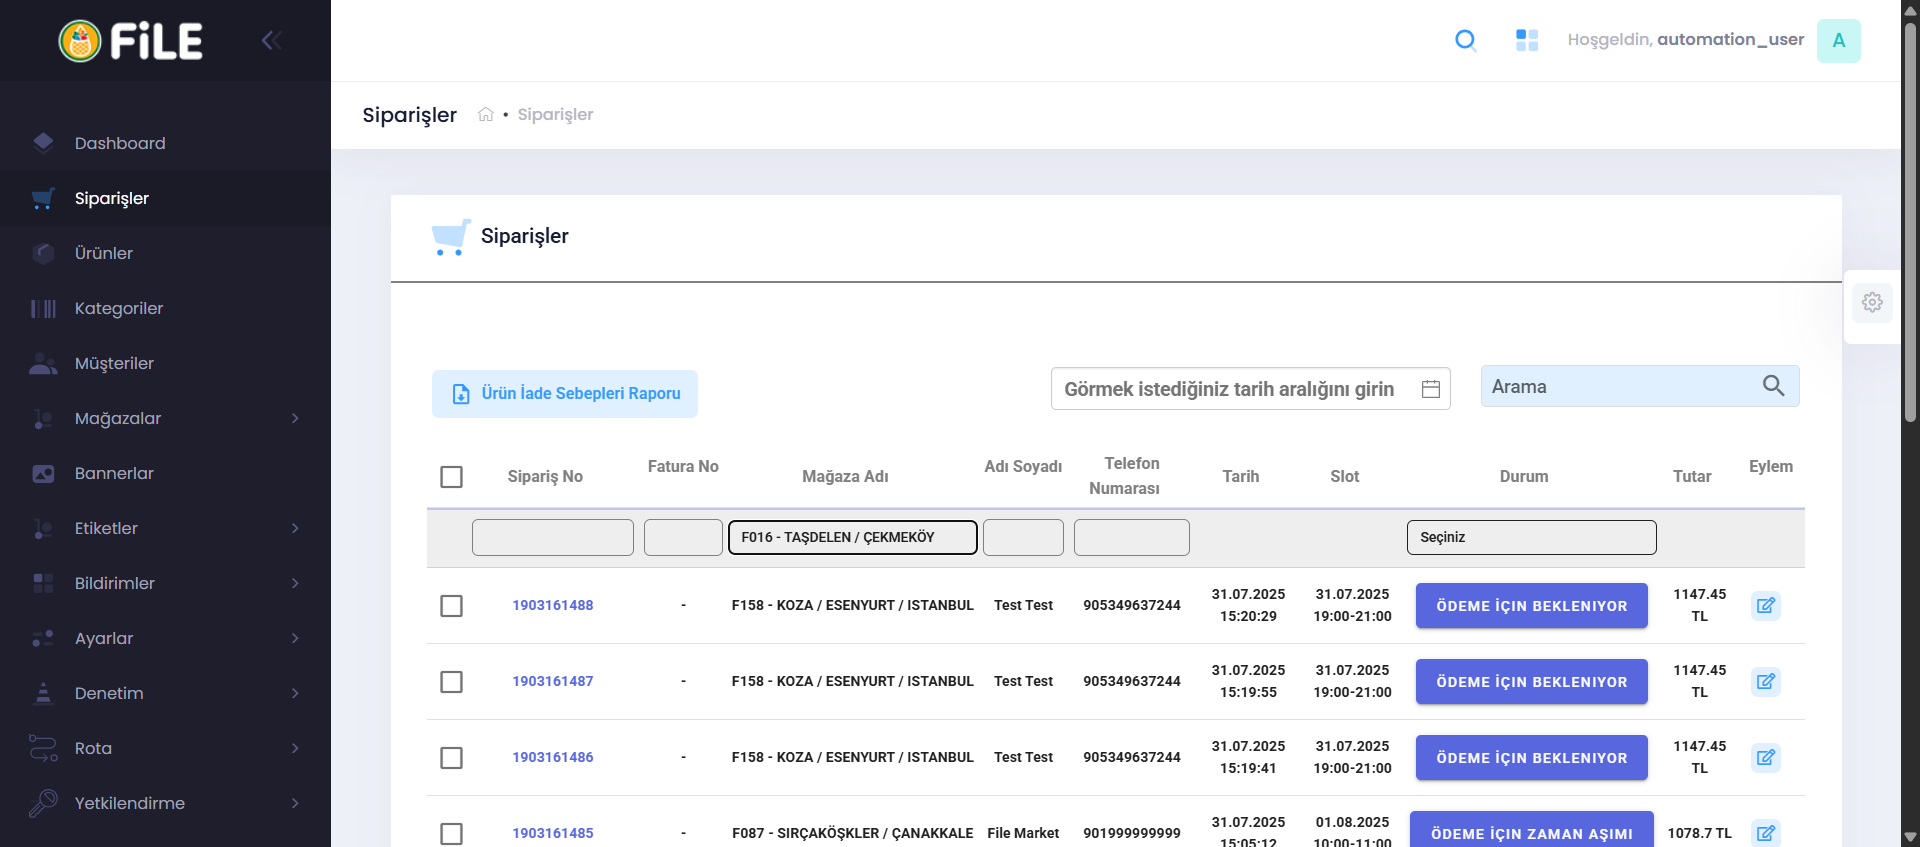 FiLE
Hoşgeldin, automation_user
A
Siparişler • Siparişler
Dashboard
Siparişler
Ürünler
Kategoriler
Müşteriler
Mağazalar
Bannerlar
Etiketler
Bildirimler
Ayarlar
Denetim
Rota
Yetkilendirme
Siparişler
Ürün İade Sebepleri Raporu
Görmek istediğiniz tarih aralığını girin
Arama
Sipariş No
Fatura No
Mağaza Adı
Adı Soyadı
Telefon
Numarası
Tarih
Slot
Durum
Tutar
Eylem
F016 - TAŞDELEN / ÇEKMEKÖY
Seçiniz
1903161488
-
F158 - KOZA / ESENYURT / ISTANBUL
Test Test
905349637244
31.07.2025
15:20:29
31.07.2025
19:00-21:00
ÖDEME İÇİN BEKLENIYOR
1147.45
TL
1903161487
-
F158 - KOZA / ESENYURT / ISTANBUL
Test Test
905349637244
31.07.2025
15:19:55
31.07.2025
19:00-21:00
ÖDEME İÇİN BEKLENIYOR
1147.45
TL
1903161486
-
F158 - KOZA / ESENYURT / ISTANBUL
Test Test
905349637244
31.07.2025
15:19:41
31.07.2025
19:00-21:00
ÖDEME İÇİN BEKLENIYOR
1147.45
TL
1903161485
-
F087 - SIRÇAKÖŞKLER / ÇANAKKALE
File Market
901999999999
31.07.2025
15:05:12
01.08.2025
10:00-11:00
ÖDEME İÇİN ZAMAN AŞIMI
1078.7 TL